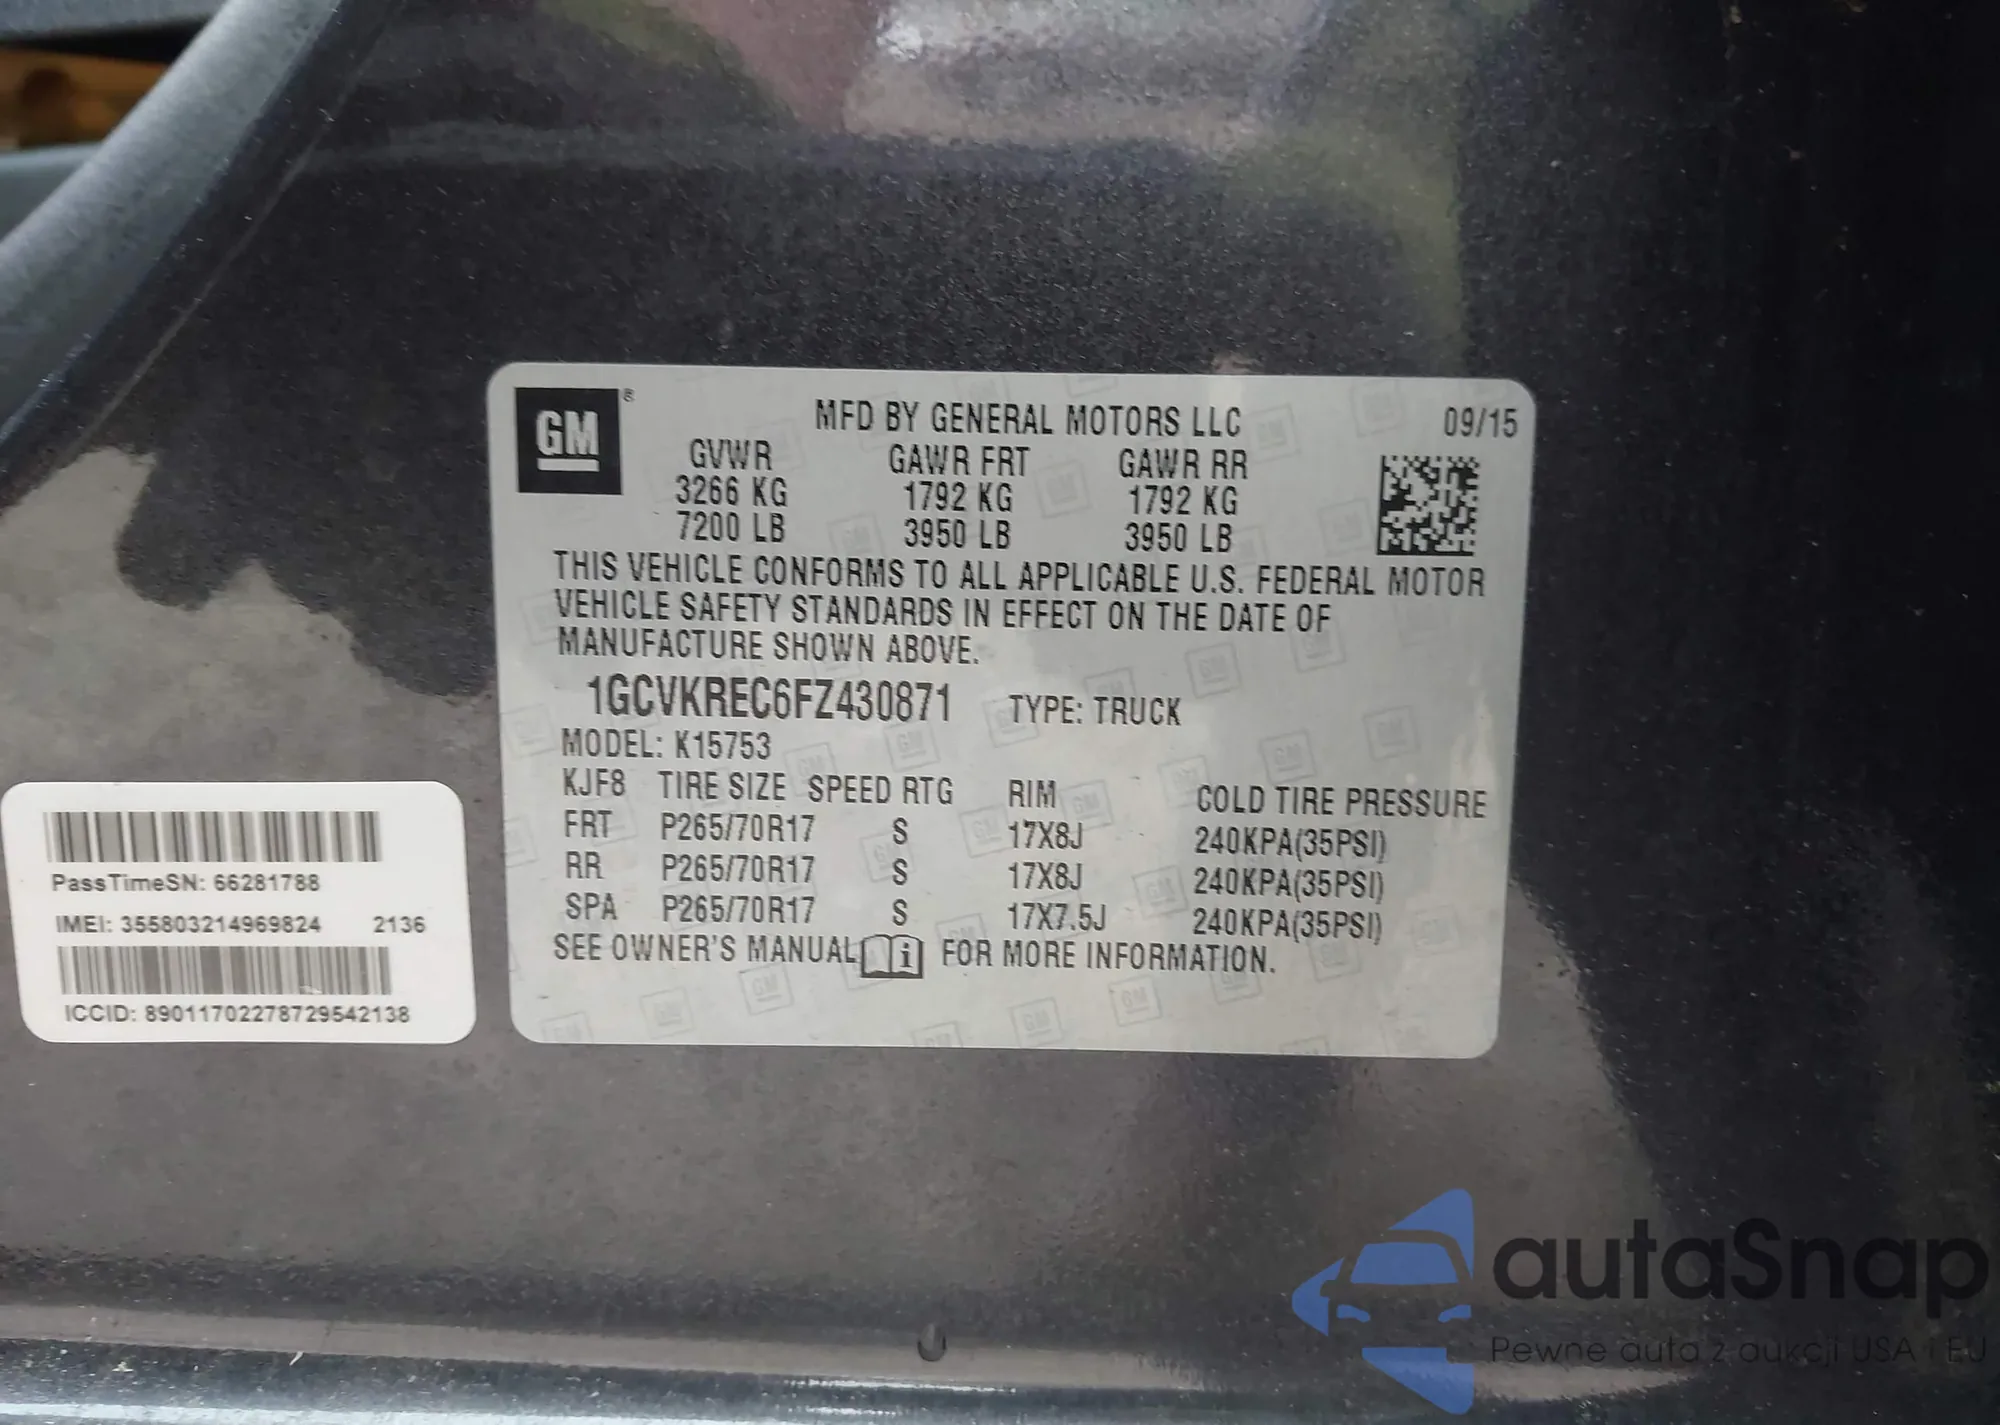 GM ®
MFD BY GENERAL MOTORS LLC 09/15
GVWR GAWR FRT GAWR RR
3266 KG 1792 KG 1792 KG
7200 LB 3950 LB 3950 LB
THIS VEHICLE CONFORMS TO ALL APPLICABLE U.S. FEDERAL MOTOR
VEHICLE SAFETY STANDARDS IN EFFECT ON THE DATE OF
MANUFACTURE SHOWN ABOVE.
1GCVKREC6FZ430871 TYPE: TRUCK
MODEL: K15753
KJF8 TIRE SIZE SPEED RTG RIM COLD TIRE PRESSURE
FRT P265/70R17 S 17X8J 240KPA(35PSI)
RR P265/70R17 S 17X8J 240KPA(35PSI)
SPA P265/70R17 S 17X7.5J 240KPA(35PSI)
SEE OWNER'S MANUAL i FOR MORE INFORMATION.
PassTimeSN: 66281788
IMEI: 355803214969824 2136
ICCID: 89011702278729542138
autaSnap
Pewne auta z aukcji USA i EU